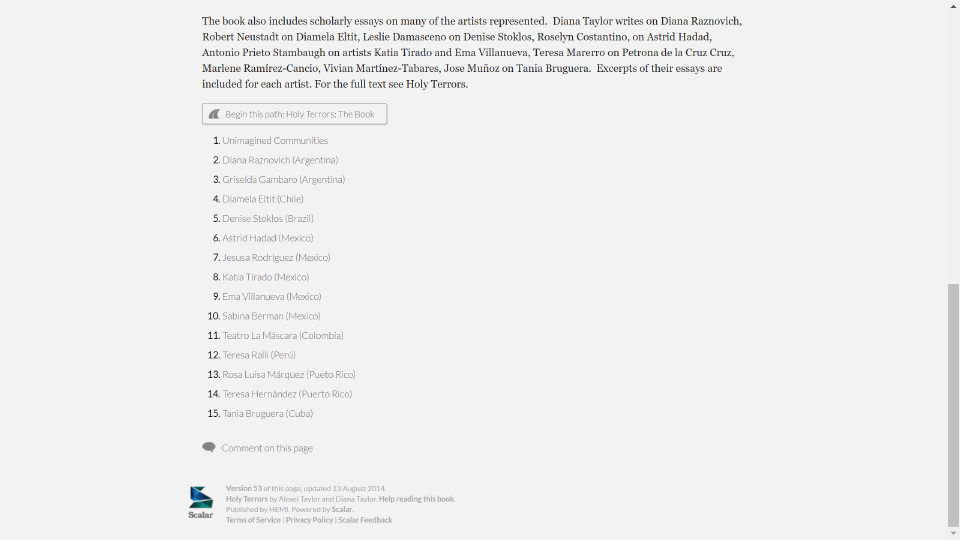 The book also includes scholarly essays on many of the artists represented.  Diana Taylor writes on Diana Raznovich,
Robert Neustadt on Diamela Eltit, Leslie Damasceno on Denise Stoklos, Roselyn Costantino, on Astrid Hadad,
Antonio Prieto Stambaugh on artists Katia Tirado and Ema Villanueva, Teresa Marerro on Petrona de la Cruz Cruz,
Marlene Ramírez-Cancio, Vivian Martínez-Tabares, Jose Muñoz on Tania Bruguera.  Excerpts of their essays are
included for each artist. For the full text see Holy Terrors.
Begin this path: Holy Terrors: The Book
1. Unimagined Communities
2. Diana Raznovich (Argentina)
3. Griselda Gambaro (Argentina)
4. Diamela Eltit (Chile)
5. Denise Stoklos (Brazil)
6. Astrid Hadad (Mexico)
7. Jesusa Rodríguez (Mexico)
8. Katia Tirado (Mexico)
9. Ema Villanueva (Mexico)
10. Sabina Berman (Mexico)
11. Teatro La Máscara (Colombia)
12. Teresa Ralli (Perú)
13. Rosa Luisa Márquez (Pueto Rico)
14. Teresa Hernández (Puerto Rico)
15. Tania Bruguera (Cuba)
Comment on this page
Version 53 of this page, updated 13 August 2014.
Holy Terrors by Alexei Taylor and Diana Taylor. Help reading this book.
Published by HEMI. Powered by Scalar.
Terms of Service | Privacy Policy | Scalar Feedback
Scalar